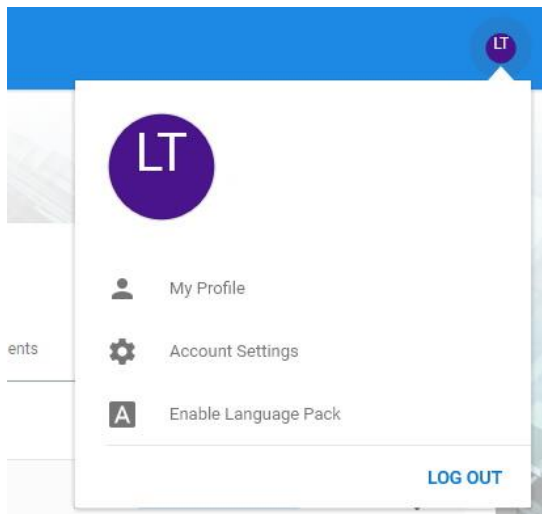 LT
LT
My Profile
ents
Account Settings
A
Enable Language Pack
LOG OUT